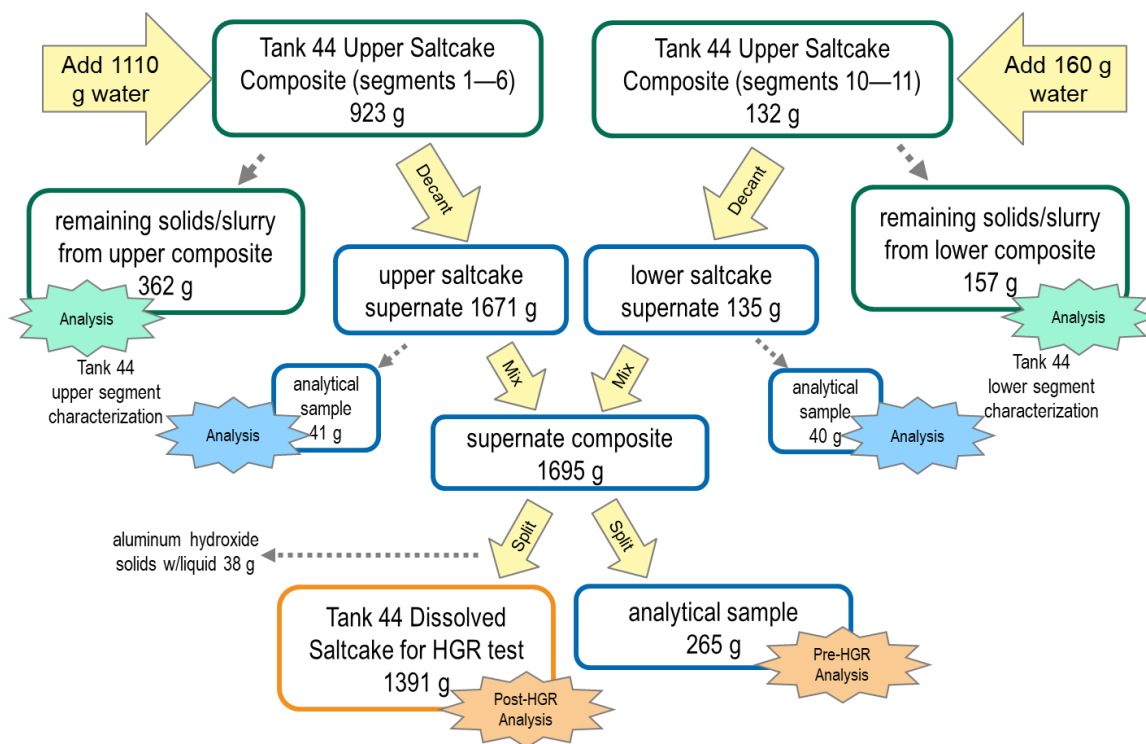 Add 1110
g water
Tank 44 Upper Saltcake
Composite (segments 1—6)
923 g
Tank 44 Upper Saltcake
Composite (segments 10—11)
132 g
Add 160 g
water
Decant
Decant
remaining solids/slurry
from upper composite
362 g
Analysis
Tank 44
upper segment
characterization
upper saltcake
supernate 1671 g
lower saltcake
supernate 135 g
remaining solids/slurry
from lower composite
157 g
Analysis
Tank 44
lower segment
characterization
analytical
sample
41 g
Analysis
Mix
Mix
analytical
sample
40 g
Analysis
supernate composite
1695 g
Split
Split
aluminum hydroxide
solids w/liquid 38 g
Tank 44 Dissolved
Saltcake for HGR test
1391 g
Post-HGR
Analysis
analytical sample
265 g
Pre-HGR
Analysis